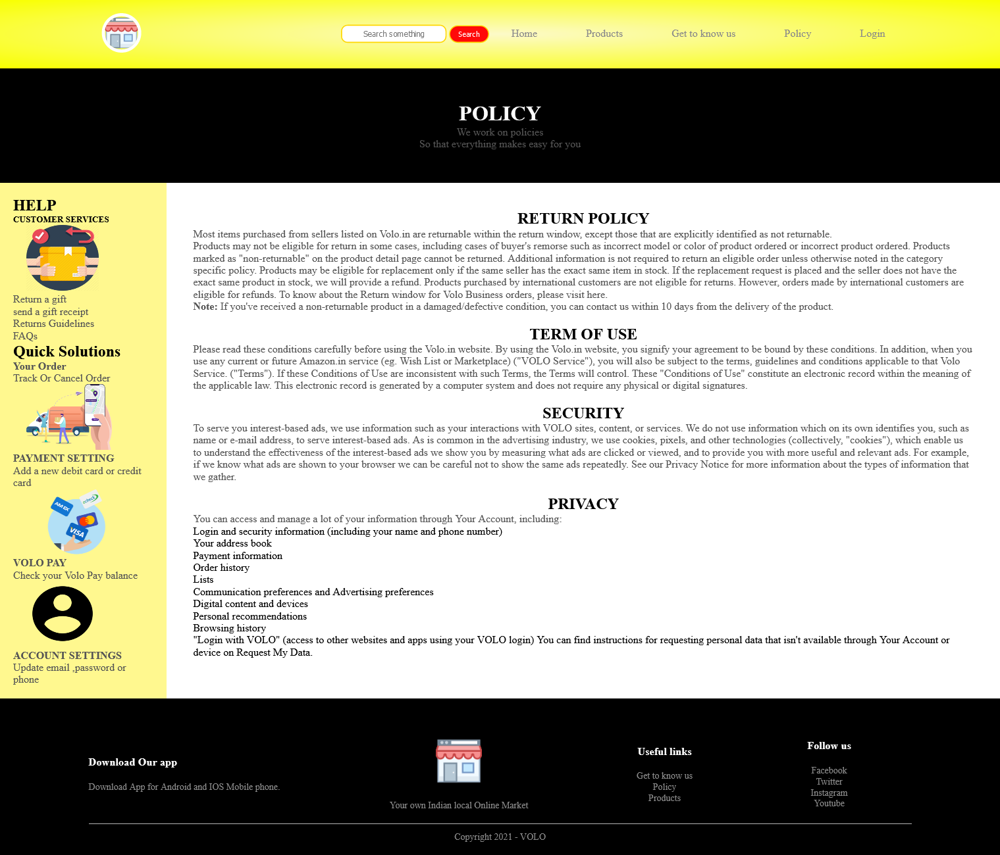 Search something
Search
Home
Products
Get to know us
Policy
Login
POLICY
We work on policies
So that everything makes easy for you
HELP
CUSTOMER SERVICES
Return a gift
send a gift receipt
Returns Guidelines
FAQs
Quick Solutions
Your Order
Track Or Cancel Order
PAYMENT SETTING
Add a new debit card or credit
card
AM EX
echeck
VISA
VOLO PAY
Check your Volo Pay balance
ACCOUNT SETTINGS
Update email ,password or
phone
RETURN POLICY
Most items purchased from sellers listed on Volo.in are returnable within the return window, except those that are explicitly identified as not returnable.
Products may not be eligible for return in some cases, including cases of buyer's remorse such as incorrect model or color of product ordered or incorrect product ordered. Products
marked as "non-returnable" on the product detail page cannot be returned. Additional information is not required to return an eligible order unless otherwise noted in the category
specific policy. Products may be eligible for replacement only if the same seller has the exact same item in stock. If the replacement request is placed and the seller does not have the
exact same product in stock, we will provide a refund. Products purchased by international customers are not eligible for returns. However, orders made by international customers are
eligible for refunds. To know about the Return window for Volo Business orders, please visit here.
Note: If you've received a non-returnable product in a damaged/defective condition, you can contact us within 10 days from the delivery of the product.
TERM OF USE
Please read these conditions carefully before using the Volo.in website. By using the Volo.in website, you signify your agreement to be bound by these conditions. In addition, when you
use any current or future Amazon.in service (eg. Wish List or Marketplace) ("VOLO Service"), you will also be subject to the terms, guidelines and conditions applicable to that Volo
Service. ("Terms"). If these Conditions of Use are inconsistent with such Terms, the Terms will control. These "Conditions of Use" constitute an electronic record within the meaning of
the applicable law. This electronic record is generated by a computer system and does not require any physical or digital signatures.
SECURITY
To serve you interest-based ads, we use information such as your interactions with VOLO sites, content, or services. We do not use information which on its own identifies you, such as
name or e-mail address, to serve interest-based ads. As is common in the advertising industry, we use cookies, pixels, and other technologies (collectively, "cookies"), which enable us
to understand the effectiveness of the interest-based ads we show you by measuring what ads are clicked or viewed, and to provide you with more useful and relevant ads. For example,
if we know what ads are shown to your browser we can be careful not to show the same ads repeatedly. See our Privacy Notice for more information about the types of information that
we gather.
PRIVACY
You can access and manage a lot of your information through Your Account, including:
Login and security information (including your name and phone number)
Your address book
Payment information
Order history
Lists
Communication preferences and Advertising preferences
Digital content and devices
Personal recommendations
Browsing history
"Login with VOLO" (access to other websites and apps using your VOLO login) You can find instructions for requesting personal data that isn't available through Your Account or
device on Request My Data.
Download Our app
Download App for Android and IOS Mobile phone.
Your own Indian local Online Market
Useful links
Get to know us
Policy
Products
Follow us
Facebook
Twitter
Instagram
Youtube
Copyright 2021 - VOLO